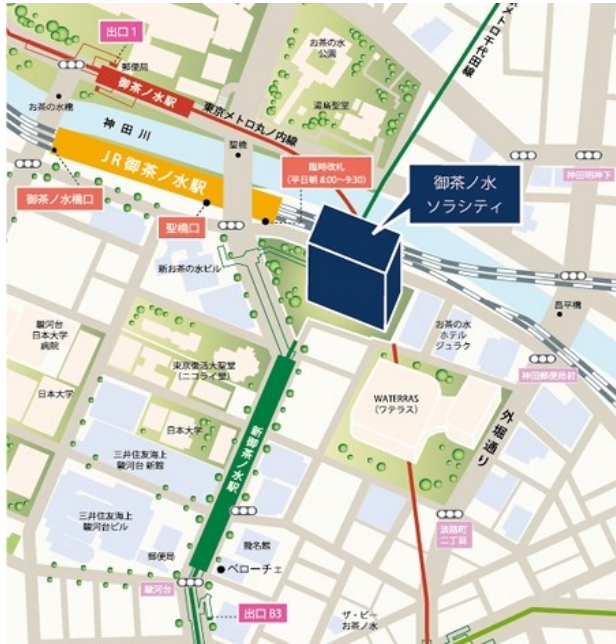 出口1
郵便局
御茶ノ水駅
お茶の水橋
神田川
東京メトロ丸ノ内線
お茶の水
公園
湯島聖堂
東京メトロ千代田線
聖橋
JR御茶ノ水駅
臨時改札
(平日朝 8:00〜9:30)
御茶ノ水
ソラシティ
神田明神下
御茶ノ水橋口
聖橋口
新お茶の水ビル
昌平橋
駿河台
日本大学
病院
東京復活大聖堂
(ニコライ堂)
お茶の水
ホテル
ジュラク
神田郵便局前
日本大学
日本大学
WATERRAS
(ワテラス)
外堀通り
新御茶ノ水駅
三井住友海上
駿河台 新館
三井住友海上
駿河台ビル
郵便局
龍名館
淡路町
二丁目
ベローチェ
駿河台
出口 B3
ザ・ビー
お茶の水